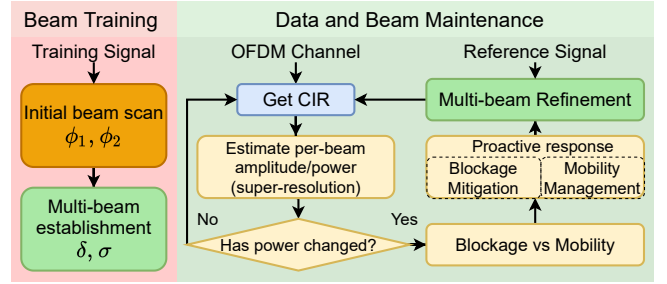 Beam Training
Training Signal
Initial beam scan
ϕ₁, ϕ₂
Multi-beam
establishment
δ, σ
Data and Beam Maintenance
OFDM Channel
Get CIR
Estimate per-beam
amplitude/power
(super-resolution)
No
Has power changed?
Yes
Reference Signal
Multi-beam Refinement
Proactive response
Blockage
Mitigation
Mobility
Management
Blockage vs Mobility